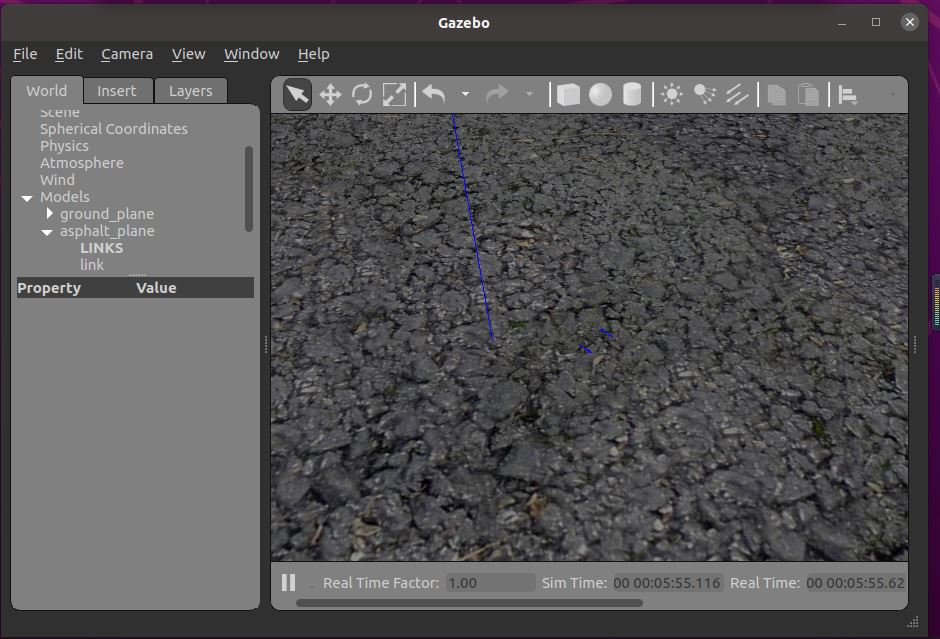 Gazebo
File Edit Camera View Window Help
World Insert Layers
Scene
Spherical Coordinates
Physics
Atmosphere
Wind
Models
ground_plane
asphalt_plane
LINKS
link
Property Value
Real Time Factor: 1.00 Sim Time: 00 00:05:55.116 Real Time: 00 00:05:55.62